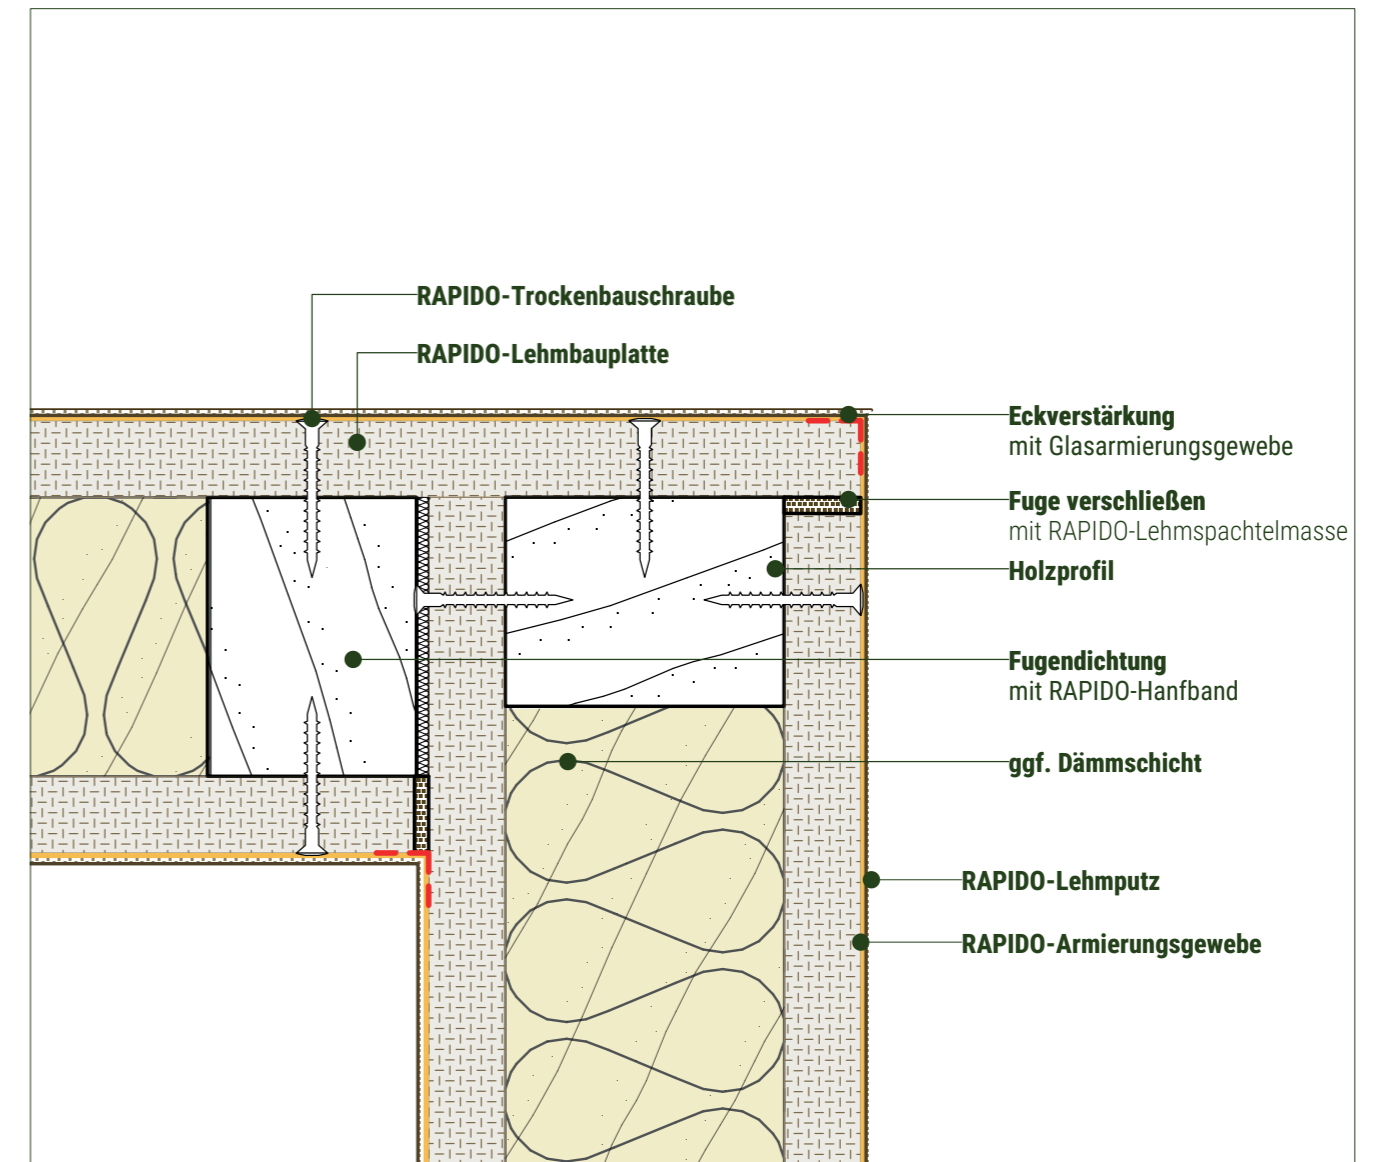 RAPIDO-Trockenbauschraube
RAPIDO-Lehmbauplatte
Eckverstärkung
mit Glasarmierungsgewebe
Fuge verschließen
mit RAPIDO-Lehmspachtelmasse
Holzprofil
Fugendichtung
mit RAPIDO-Hanfband
ggf. Dämmschicht
RAPIDO-Lehmputz
RAPIDO-Armierungsgewebe